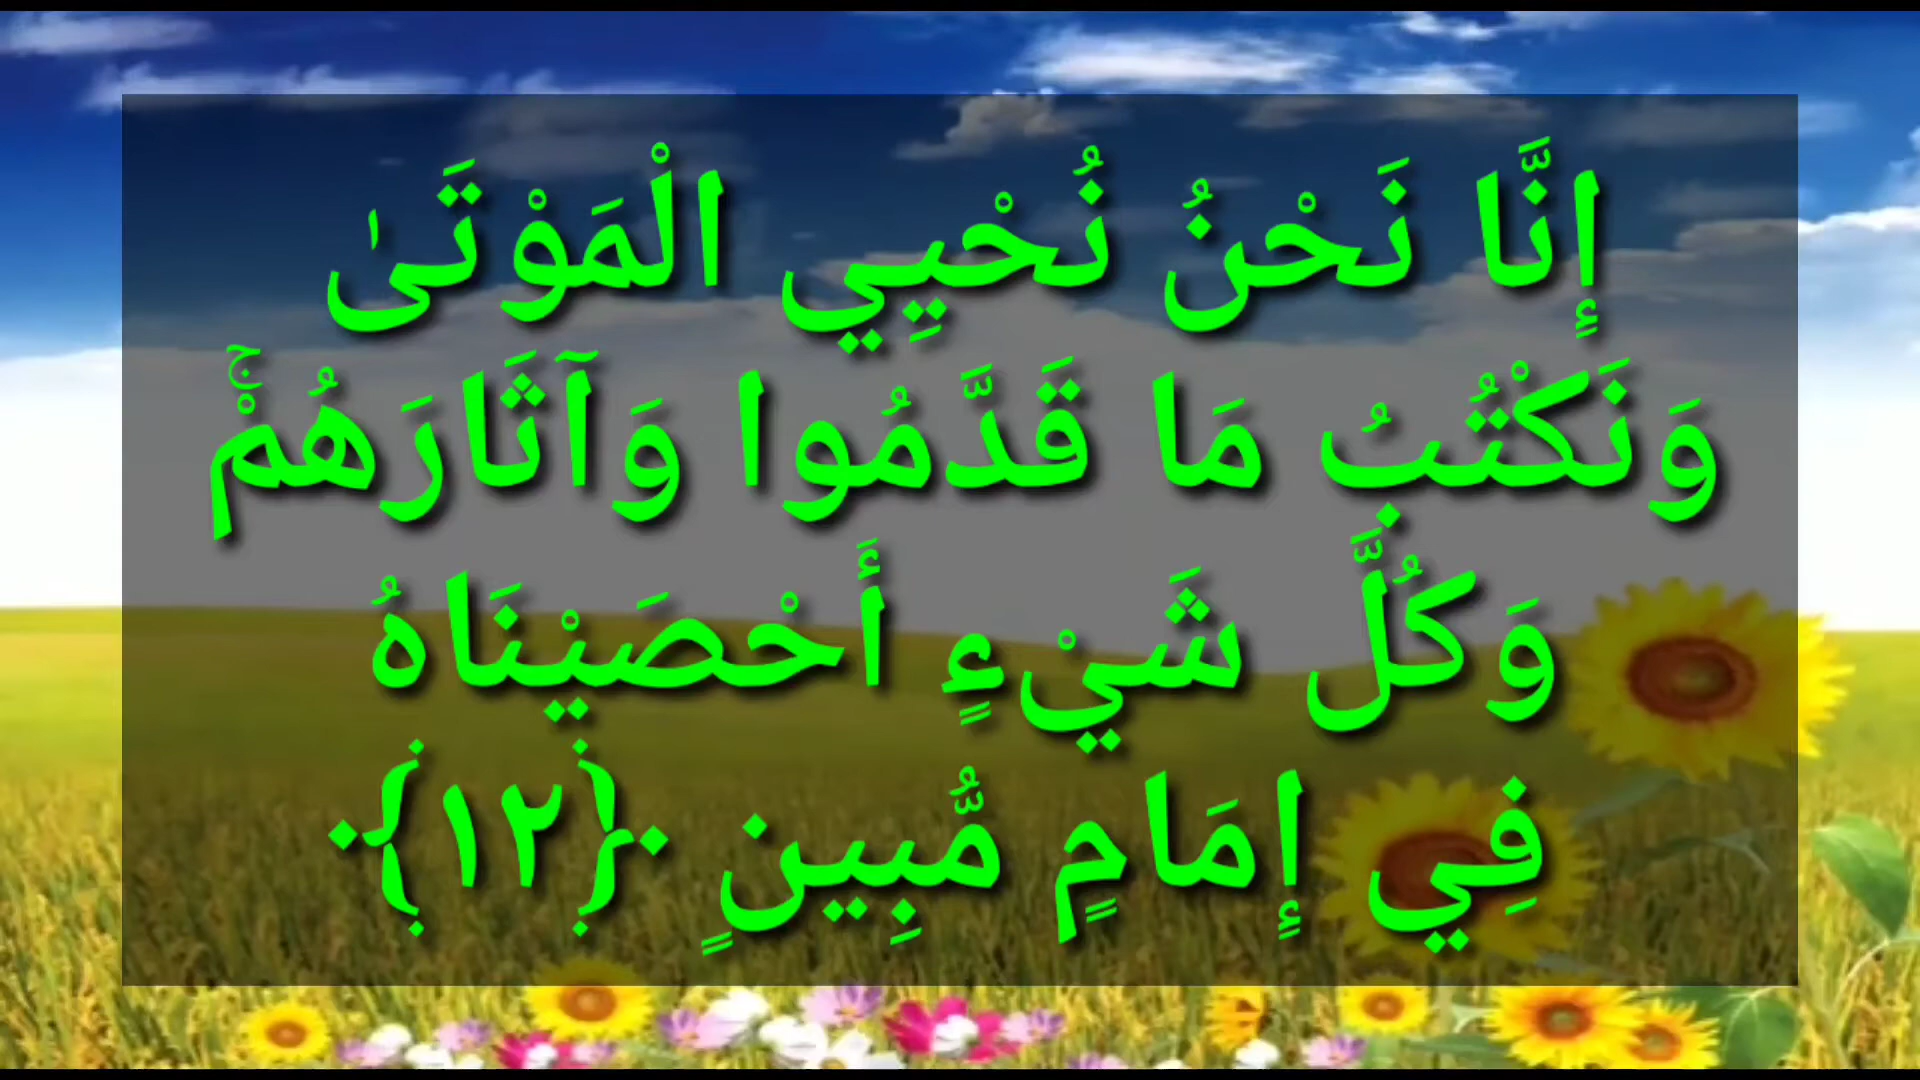 إِنَّا نَحْنُ نُحْيِي الْمَوْتَىٰ
وَنَكْتُبُ مَا قَدَّمُوا وَآثَارَهُمْ ۚ
وَكُلَّ شَيْءٍ أَحْصَيْنَاهُ
فِي إِمَامٍ مُّبِينٍ ﴿١٢﴾